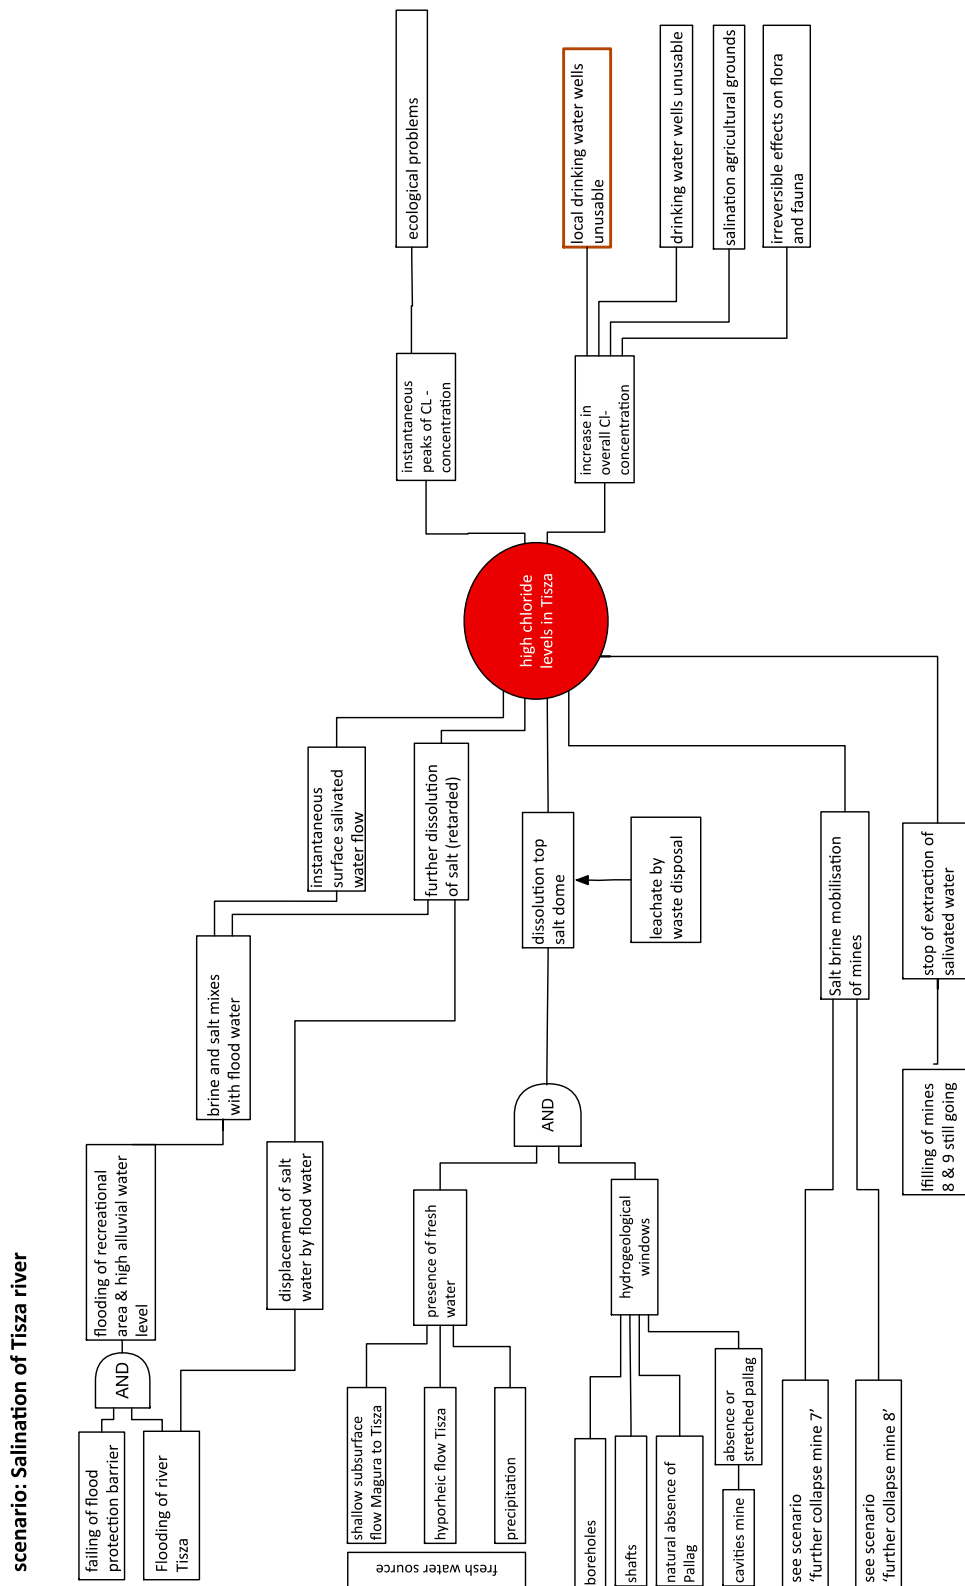 scenario: Salination of Tisza river
failing of flood
protection barrier
Flooding of river
Tisza
AND
flooding of recreational
area & high alluvial water
level
displacement of salt
water by flood water
brine and salt mixes
with flood water
instantaneous
surface salivated
water flow
further dissolution
of salt (retarded)
fresh water source
shallow subsurface
flow Magura to Tisza
hyporheic flow Tisza
precipitation
presence of fresh
water
boreholes
shafts
natural absence of
Pallag
cavities mine
absence or
stretched pallag
hydrogeological
windows
AND
dissolution top
salt dome
leachate by
waste disposal
see scenario
'further collapse mine 7'
see scenario
'further collapse mine 8'
Salt brine mobilisation
of mines
Ifilling of mines
8 & 9 still going
stop of extraction of
salivated water
high chloride
levels in Tisza
instantaneous
peaks of CL -
concentration
ecological problems
increase in
overall Cl-
concentration
local drinking water wells
unusable
drinking water wells unusable
salination agricultural grounds
irreversible effects on flora
and fauna